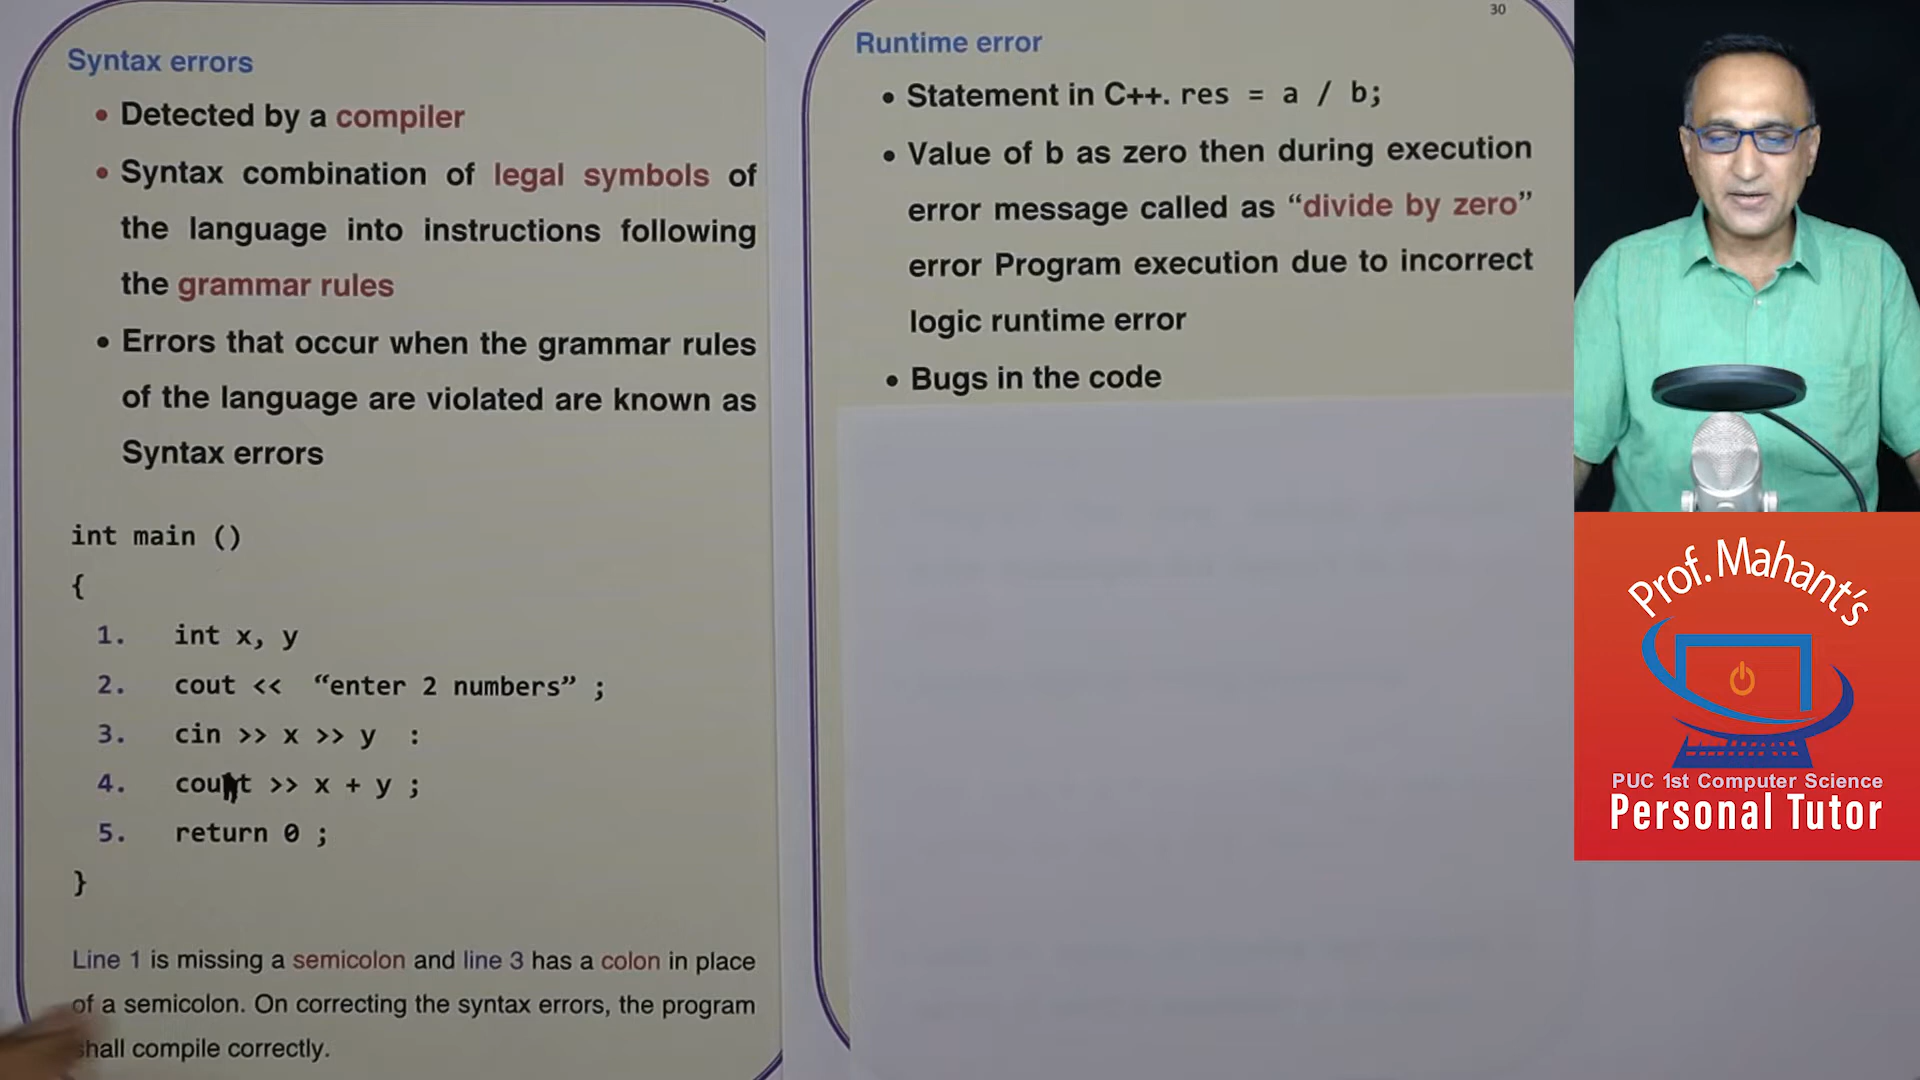 Syntax errors
• Detected by a compiler
• Syntax combination of legal symbols of
the language into instructions following
the grammar rules
• Errors that occur when the grammar rules
of the language are violated are known as
Syntax errors
int main ()
{
1. int x, y
2. cout << “enter 2 numbers” ;
3. cin >> x >> y :
4. count >> x + y ;
5. return 0 ;
}
Line 1 is missing a semicolon and line 3 has a colon in place
of a semicolon. On correcting the syntax errors, the program
shall compile correctly.
30
Runtime error
• Statement in C++. res = a / b;
• Value of b as zero then during execution
error message called as “divide by zero”
error Program execution due to incorrect
logic runtime error
• Bugs in the code
Prof. Mahant's
PUC 1st Computer Science
Personal Tutor